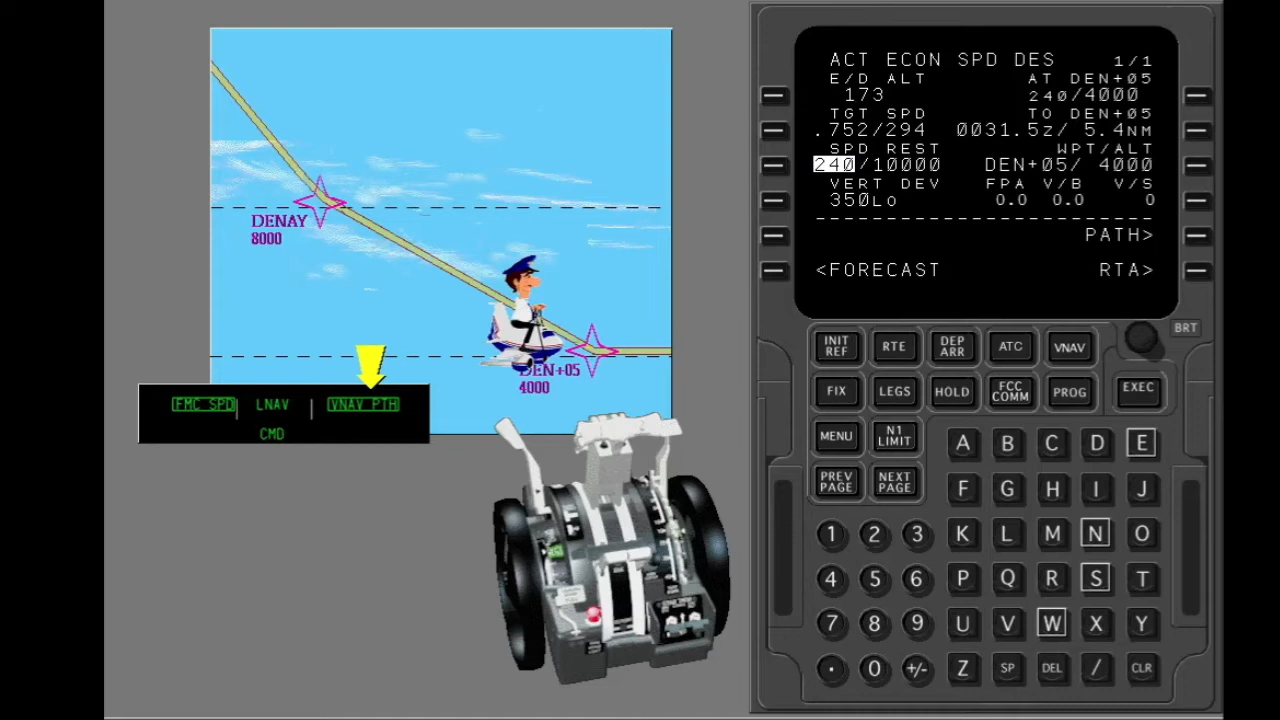 DENAY
8000
DEN+05
4000
FMC SPD
LNAV
VNAV PTH
CMD
ACT ECON SPD DES 1/1
E/D ALT AT DEN+05
173 240/4000
TGT SPD TO DEN+05
.752/294 0031.5Z/ 5.4NM
SPD REST WPT/ALT
240/10000 DEN+05/ 4000
VERT DEV FPA V/B V/S
350LO 0.0 0.0 0
PATH>
<FORECAST RTA>
BRT
INIT REF RTE DEP ARR ATC VNAV
FIX LEGS HOLD FCC COMM PROG EXEC
MENU N1 LIMIT
PREV PAGE NEXT PAGE
A B C D E
F G H I J
1 2 3 K L M N O
4 5 6 P Q R S T
7 8 9 U V W X Y
. 0 +/- Z SP DEL / CLR